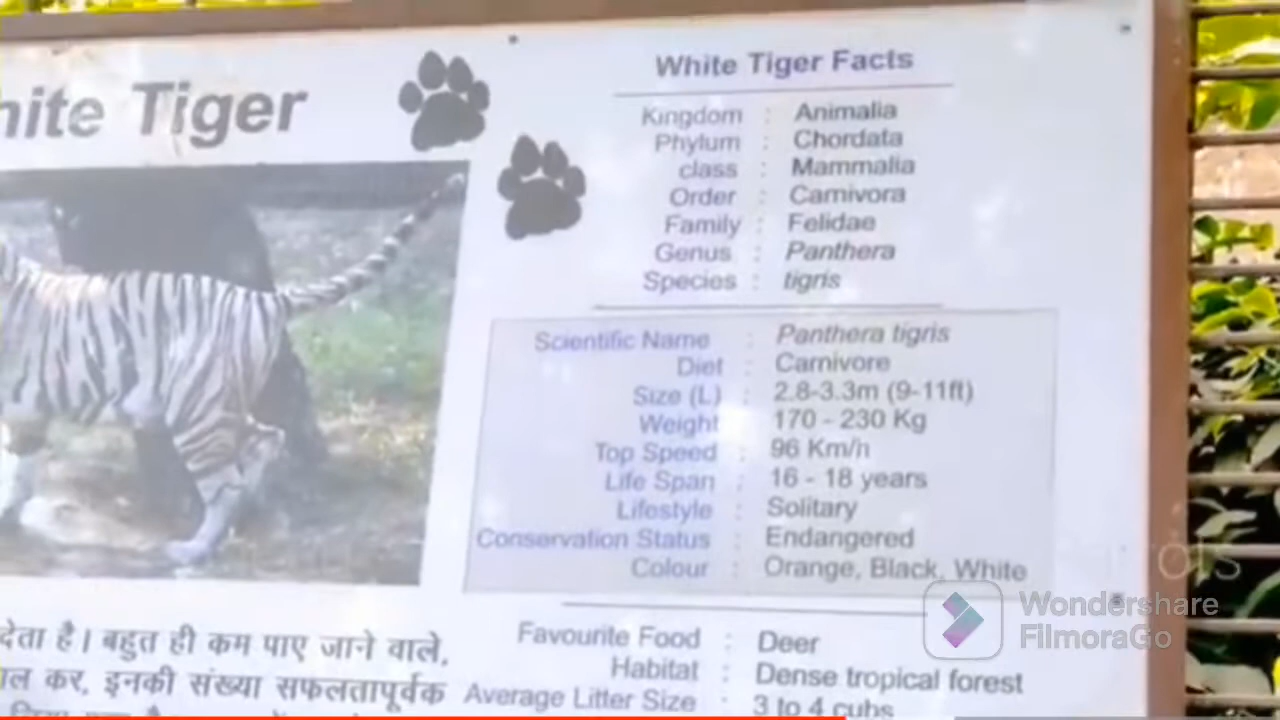 hite Tiger
White Tiger Facts
Kingdom : Animalia
Phylum : Chordata
class : Mammalia
Order : Carnivora
Family : Felidae
Genus : Panthera
Species : tigris
Scientific Name : Panthera tigris
Diet : Carnivore
Size (L) : 2.8-3.3m (9-11ft)
Weight : 170 - 230 Kg
Top Speed : 96 Km/h
Life Span : 16 - 18 years
Lifestyle : Solitary
Conservation Status : Endangered
Colour : Orange, Black, White
Favourite Food : Deer
Habitat : Dense tropical forest
Average Litter Size : 3 to 4 cubs
देता है। बहुत ही कम पाए जाने वाले,
ल कर, इनकी संख्या सफलतापूर्वक
Wondershare
FilmoraGo